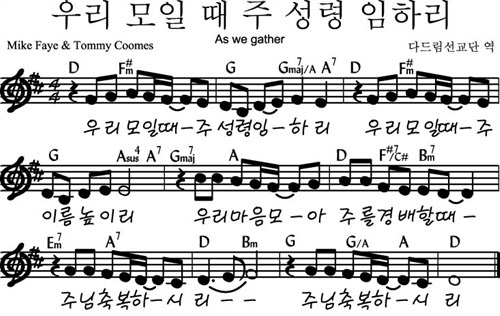 우리 모일 때 주 성령 임하리
As we gather
Mike Faye & Tommy Coomes 다드림선교단 역
D F#m G Gmaj7/A A7 D F#m7
우리모일때-주 성령임-하리 우리모일때-주
G Asus4 A7 Gmaj7 A D F#7/C# Bm7
이름높이리 우리마음모-아 주를경배할때-
Em7 A7 D Bm G G/A A D
주님축복하-시 리-- 주님축복하-시 리